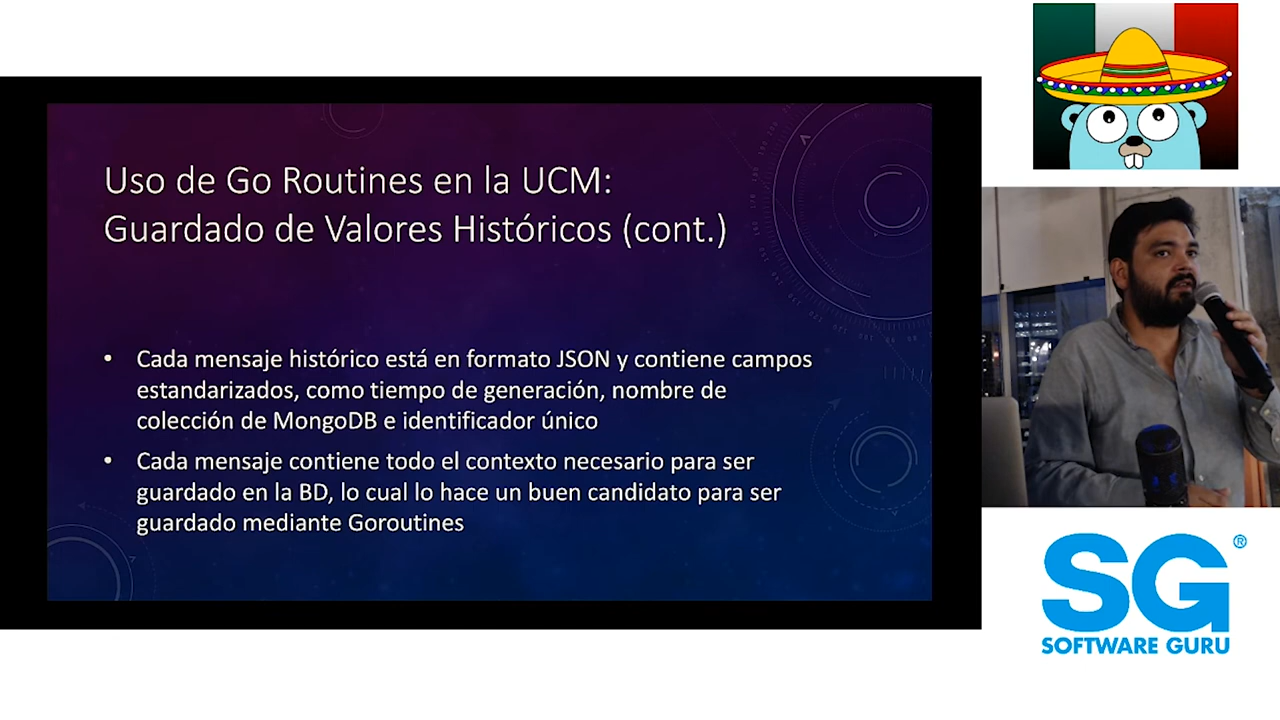 Uso de Go Routines en la UCM:
Guardado de Valores Históricos (cont.)
• Cada mensaje histórico está en formato JSON y contiene campos
estandarizados, como tiempo de generación, nombre de
colección de MongoDB e identificador único
• Cada mensaje contiene todo el contexto necesario para ser
guardado en la BD, lo cual lo hace un buen candidato para ser
guardado mediante Goroutines
SG®
SOFTWARE GURU